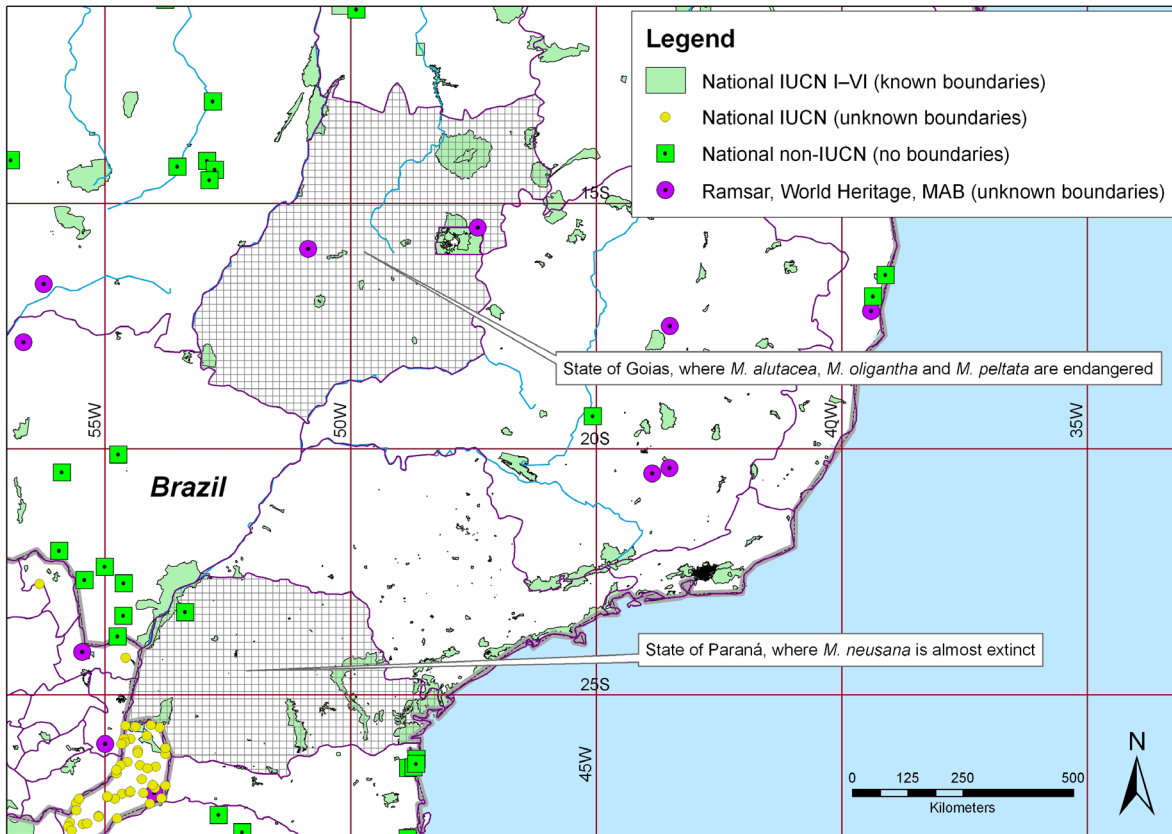 Legend
National IUCN I–VI (known boundaries)
National IUCN (unknown boundaries)
National non-IUCN (no boundaries)
Ramsar, World Heritage, MAB (unknown boundaries)
15S
State of Goias, where M. alutacea, M. oligantha and M. peltata are endangered
55W
50W
40W
35W
20S
Brazil
State of Paraná, where M. neusana is almost extinct
25S
45W
N
0 125 250 500
Kilometers